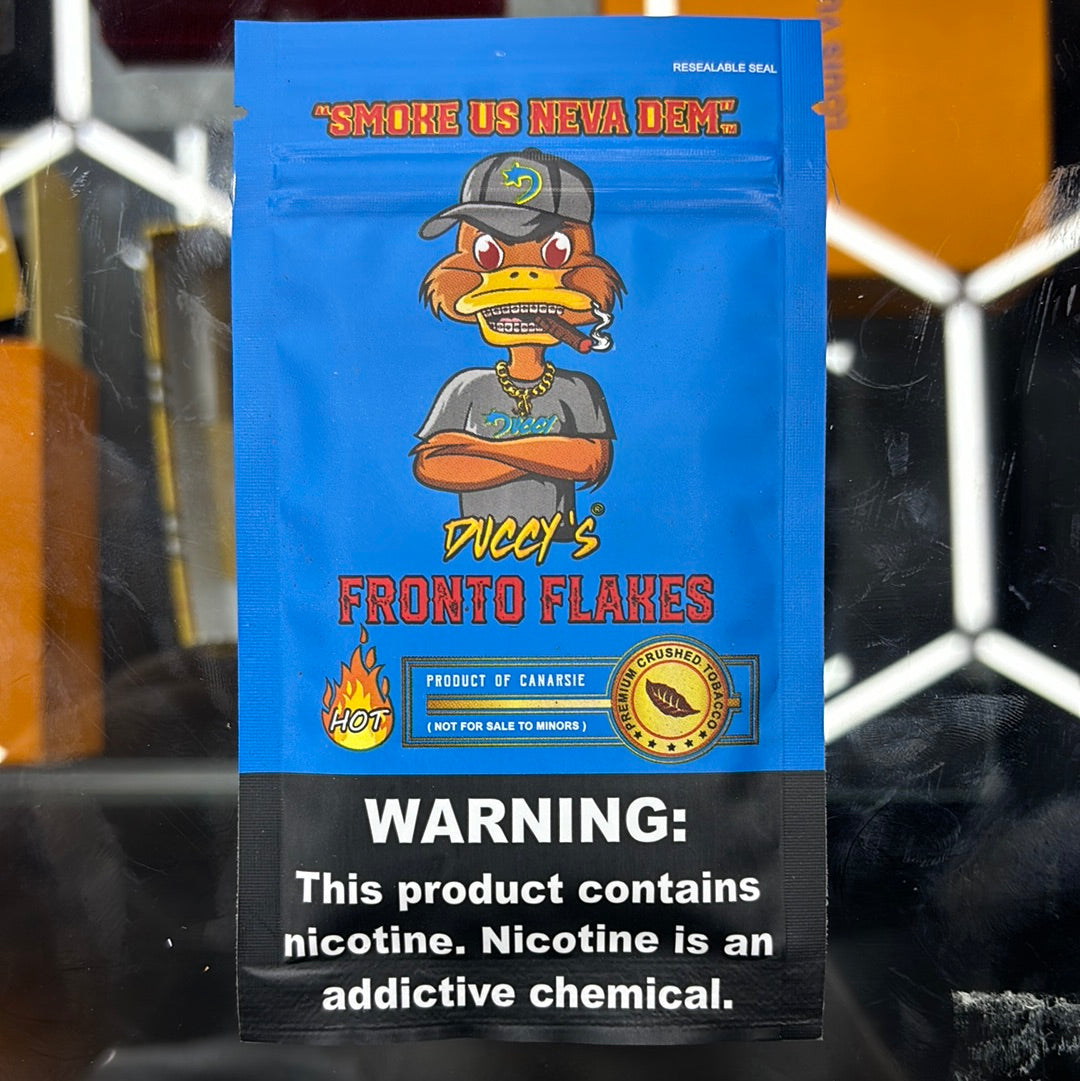 RESEALABLE SEAL
"SMOKE US NEVA DEM"™
DUCCY
DUCCY'S®
FRONTO FLAKES
HOT
PRODUCT OF CANARSIE
( NOT FOR SALE TO MINORS )
PREMIUM CRUSHED TOBACCO
WARNING:
This product contains
nicotine. Nicotine is an
addictive chemical.